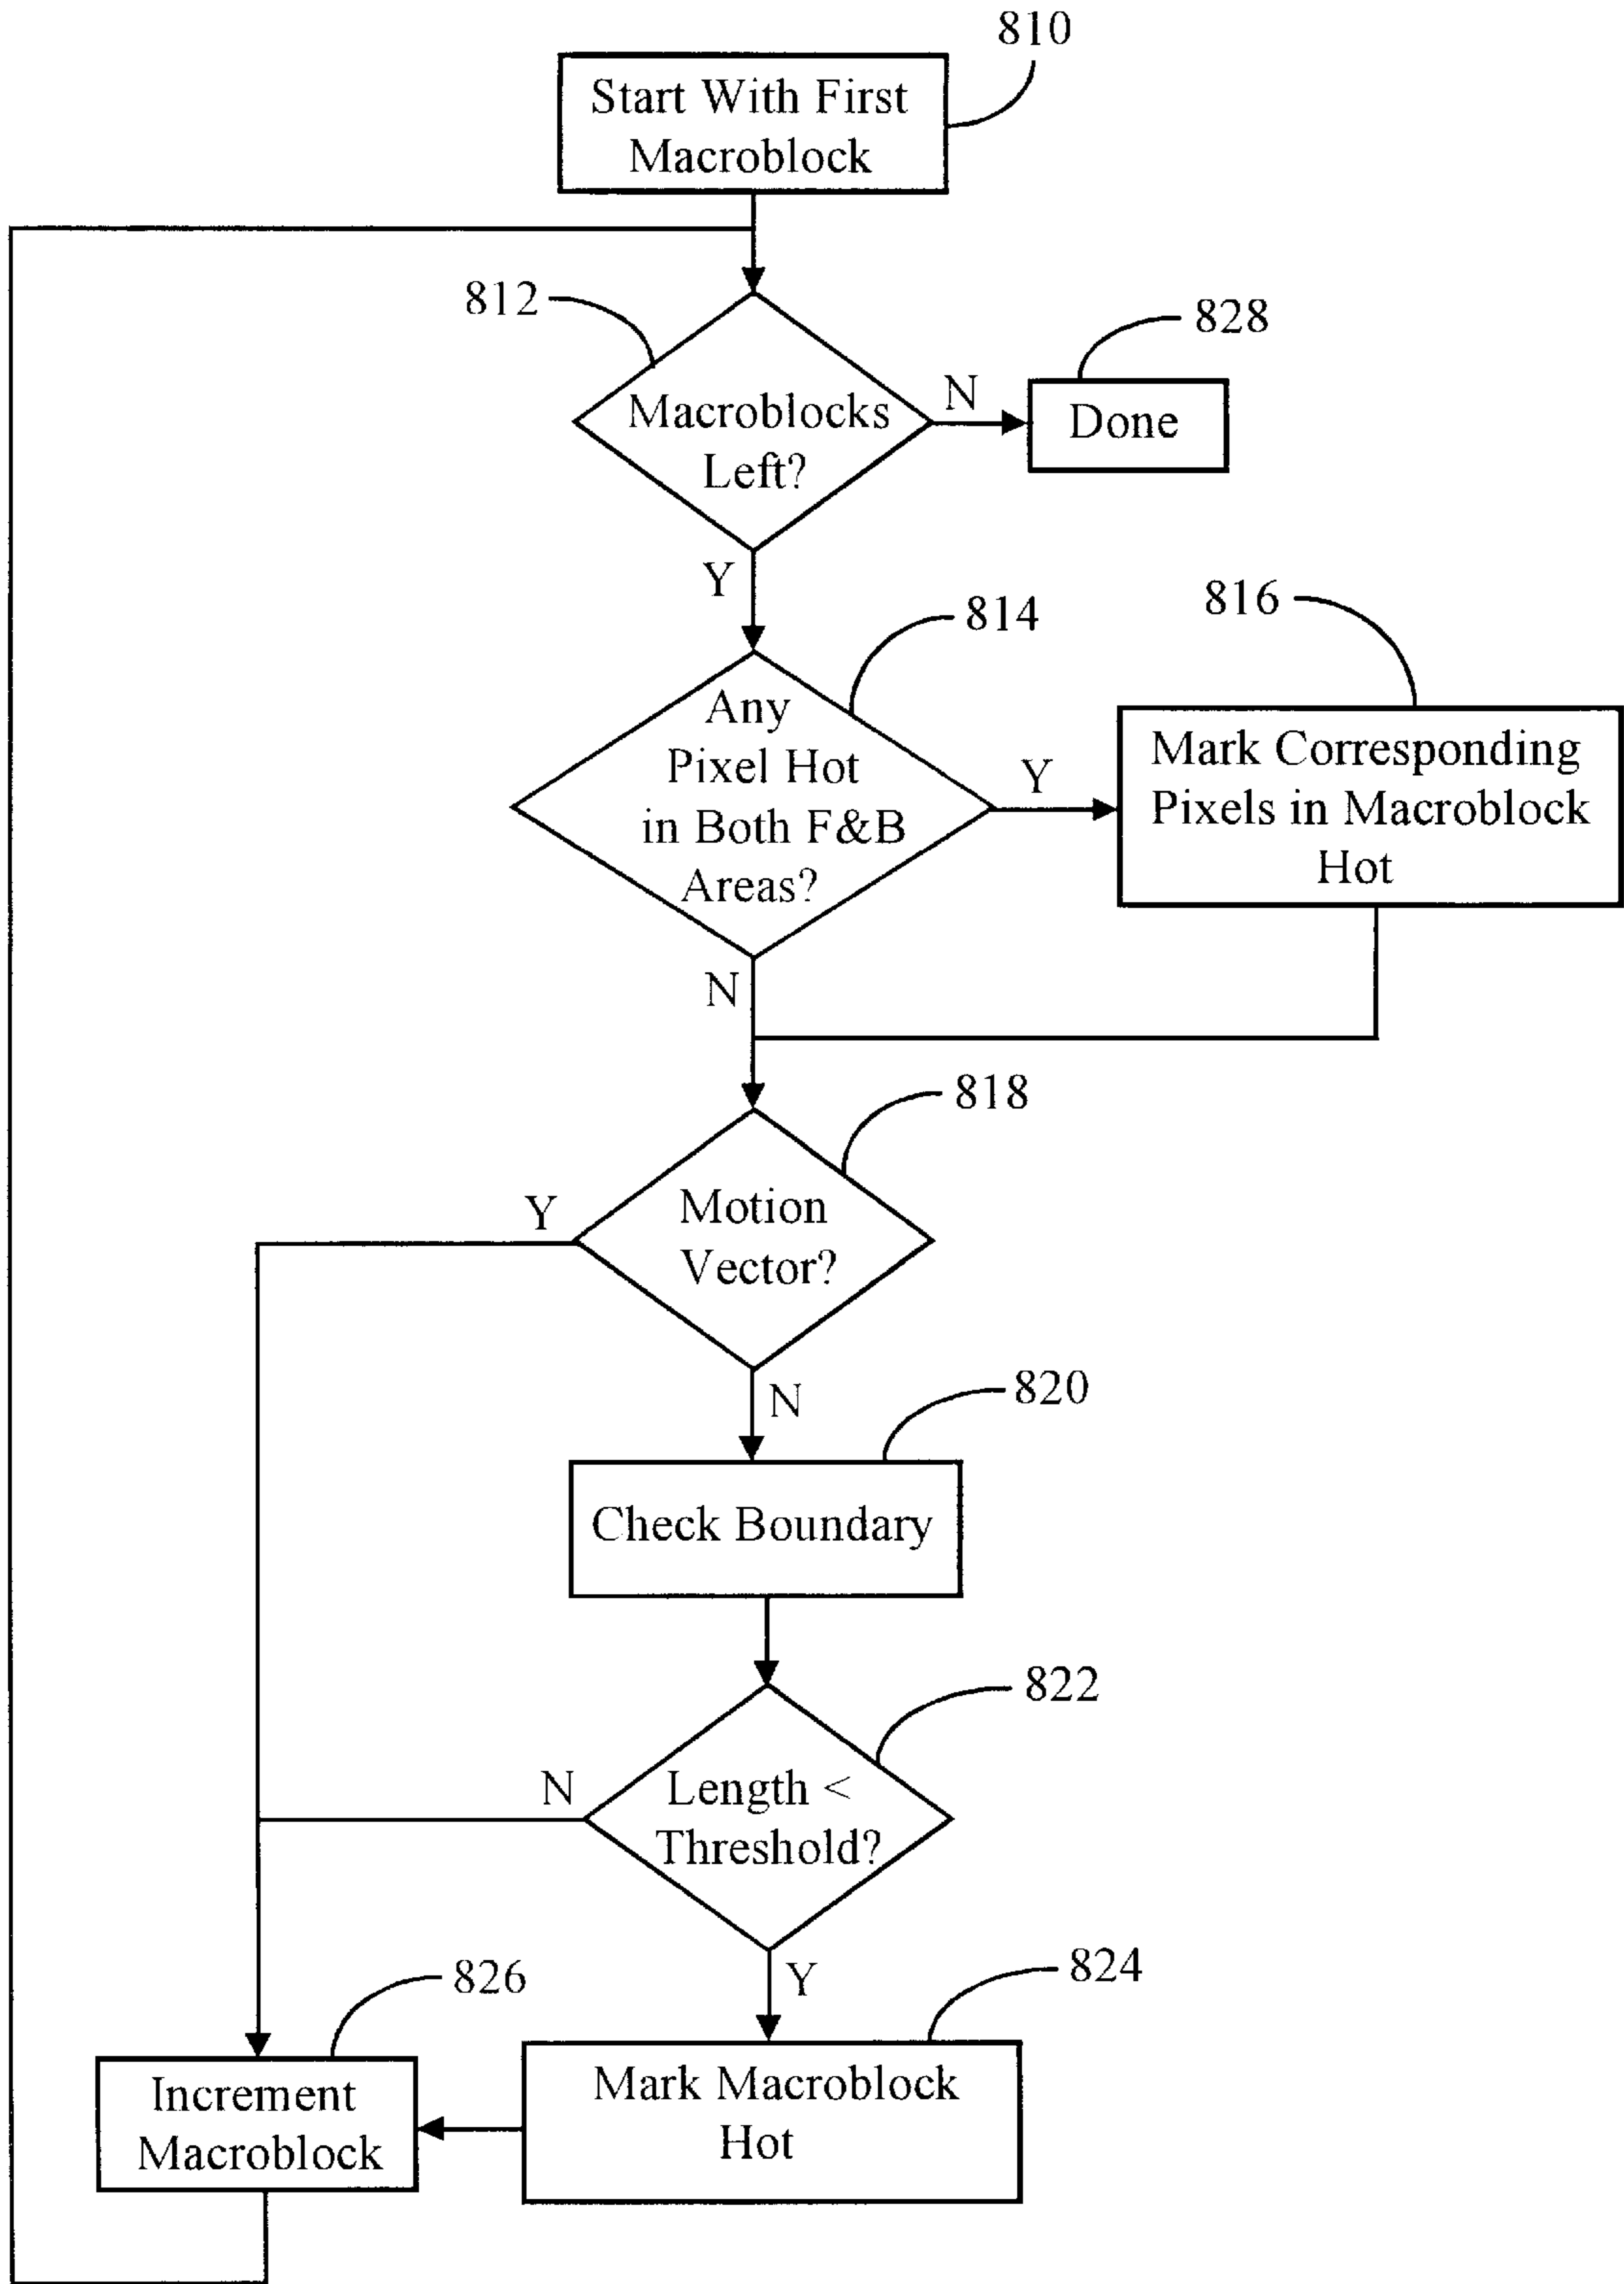 810
Start With First
Macroblock
812
828
Macroblocks
Left?
N
Done
Y
814
816
Any
Pixel Hot
in Both F&B
Areas?
Y
Mark Corresponding
Pixels in Macroblock
Hot
N
818
Y
Motion
Vector?
N
820
Check Boundary
822
N
Length <
Threshold?
Y
824
826
Increment
Macroblock
Mark Macroblock
Hot